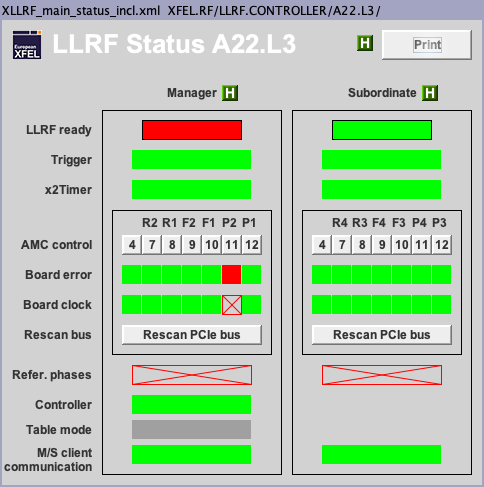 XLLRF_main_status_incl.xml XFEL.RF/LLRF.CONTROLLER/A22.L3/
European
XFEL
LLRF Status A22.L3
H
Print
Manager H
Subordinate H
LLRF ready
Trigger
x2Timer
R2 R1 F2 F1 P2 P1
R4 R3 F4 F3 P4 P3
AMC control
4 7 8 9 10 11 12
4 7 8 9 10 11 12
Board error
Board clock
Rescan bus
Rescan PCIe bus
Rescan PCIe bus
Refer. phases
Controller
Table mode
M/S client
communication